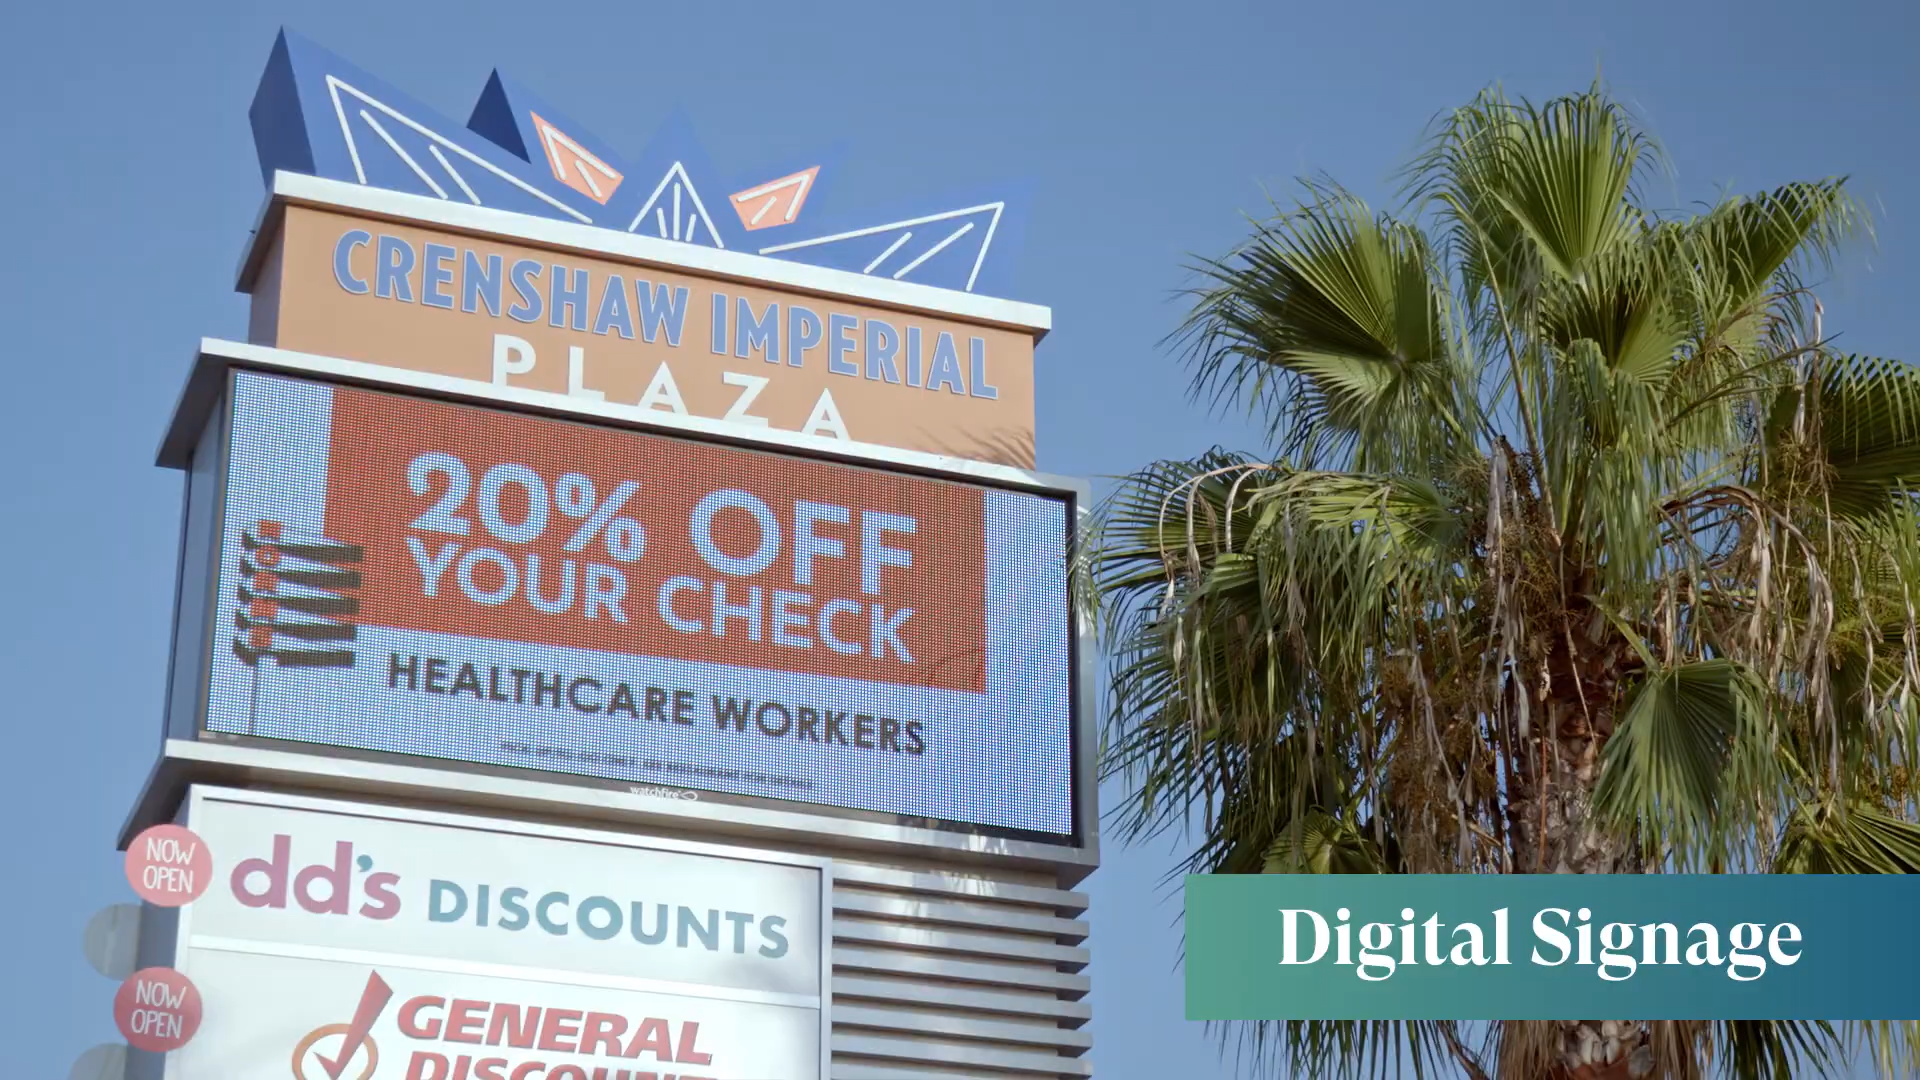 CRENSHAW IMPERIAL
PLAZA
20% OFF
YOUR CHECK
HEALTHCARE WORKERS
watchfire
NOW
OPEN
dd's DISCOUNTS
NOW
OPEN
GENERAL
Digital Signage